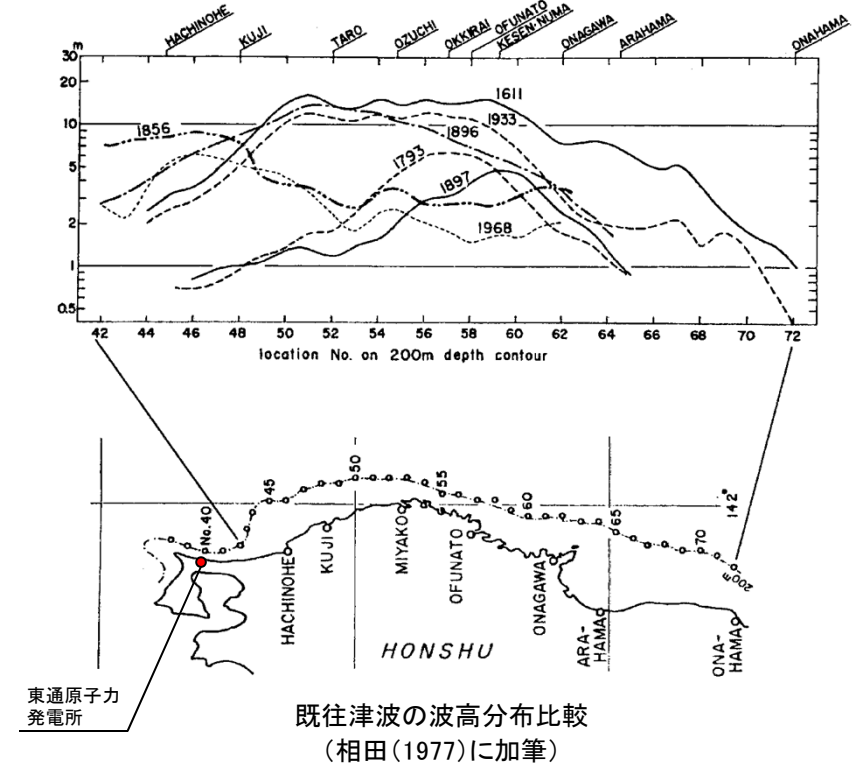 HACHINOHE
KUJI
TARO
OZUCHI
OKKIRAI
OFUNATO
KESEN-NUMA
ONAGAWA
ARAHAMA
ONAHAMA
m
30
20
10
5
2
1
0.5
1856
1611
1933
1896
1793
1897
1968
42 44 46 48 50 52 54 56 58 60 62 64 66 68 70 72
location No. on 200m depth contour
No.40
45
50
55
60
65
70
142°
200m
HACHINOHE
KUJI
MIYAKO
OFUNATO
ONAGAWA
ARA-
HAMA
ONA-
HAMA
HONSHU
東通原子力
発電所
既往津波の波高分布比較
（相田（1977）に加筆）